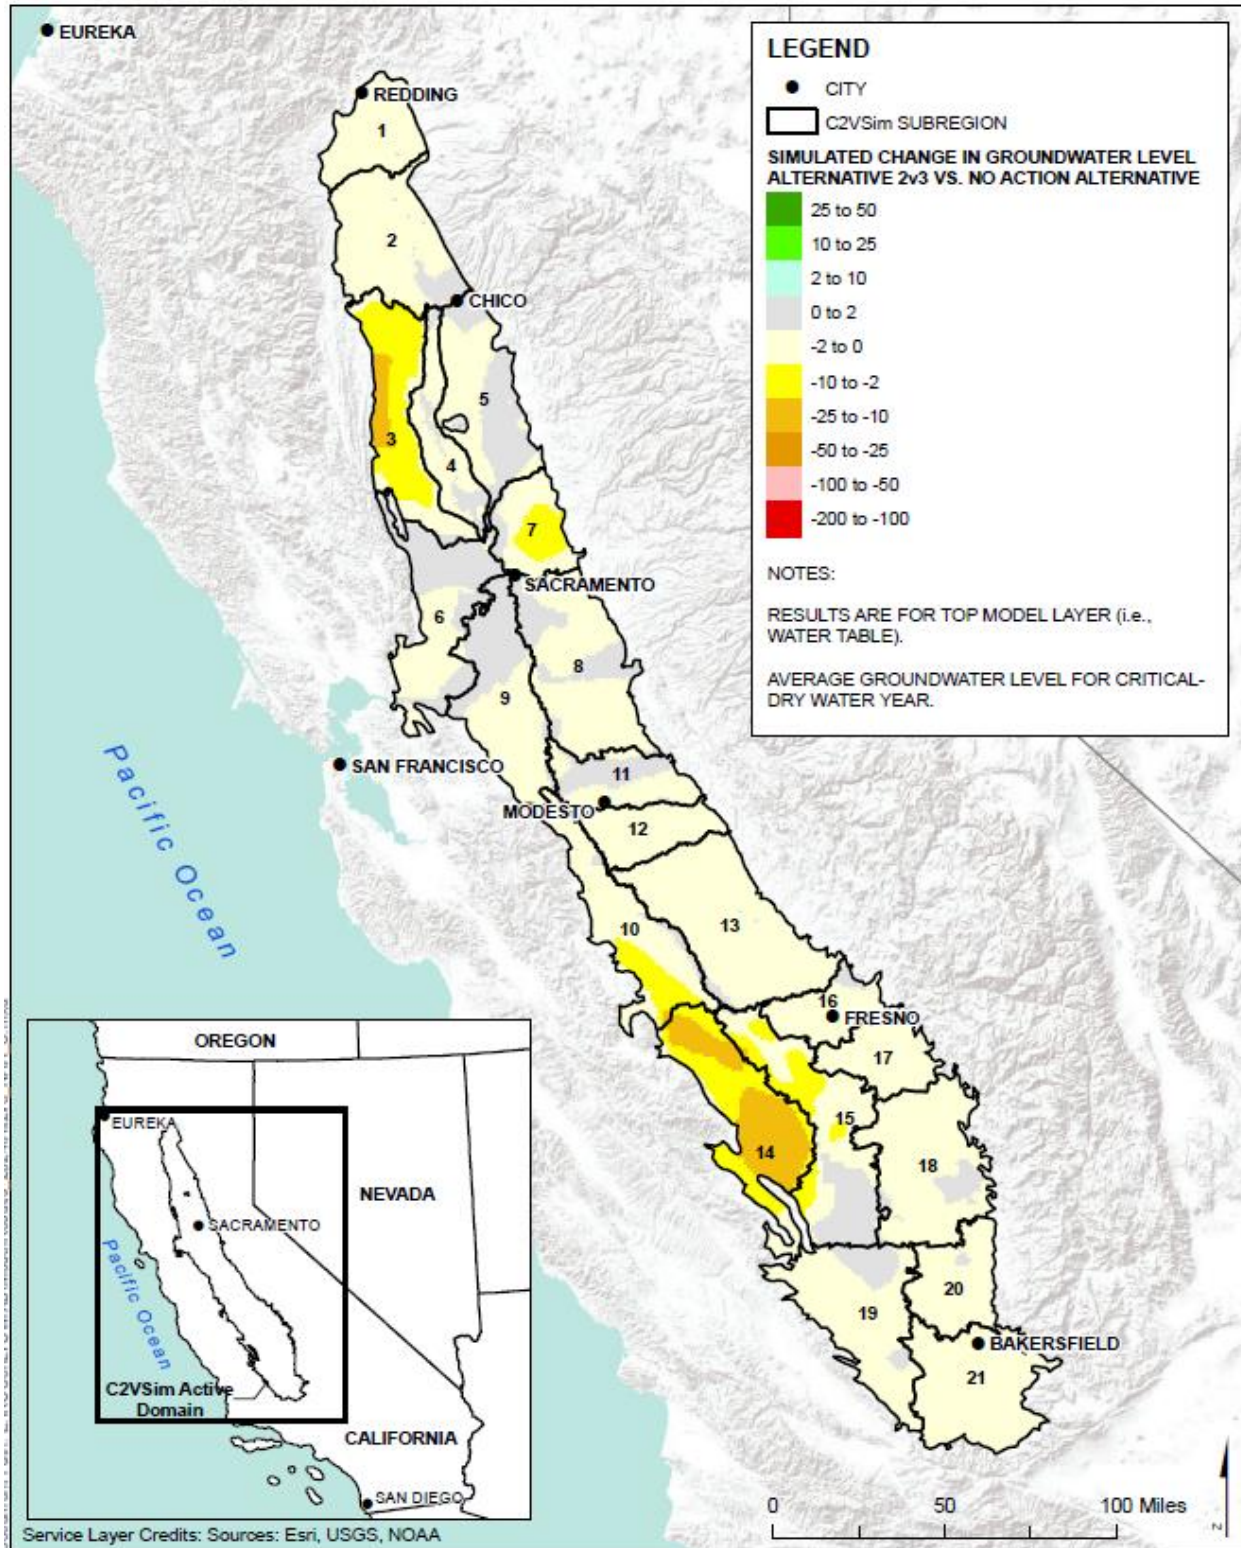 EUREKA
REDDING
1
2
CHICO
3
5
4
7
SACRAMENTO
6
8
9
11
SAN FRANCISCO
MODESTO
12
Pacific Ocean
10
13
16
FRESNO
17
15
14
18
20
19
BAKERSFIELD
21
LEGEND
CITY
C2VSim SUBREGION
SIMULATED CHANGE IN GROUNDWATER LEVEL
ALTERNATIVE 2v3 VS. NO ACTION ALTERNATIVE
25 to 50
10 to 25
2 to 10
0 to 2
-2 to 0
-10 to -2
-25 to -10
-50 to -25
-100 to -50
-200 to -100
NOTES:
RESULTS ARE FOR TOP MODEL LAYER (i.e.,
WATER TABLE).
AVERAGE GROUNDWATER LEVEL FOR CRITICAL-
DRY WATER YEAR.
OREGON
EUREKA
NEVADA
SACRAMENTO
Pacific Ocean
C2VSim Active
Domain
CALIFORNIA
SAN DIEGO
0 50 100 Miles
Z
Service Layer Credits: Sources: Esri, USGS, NOAA